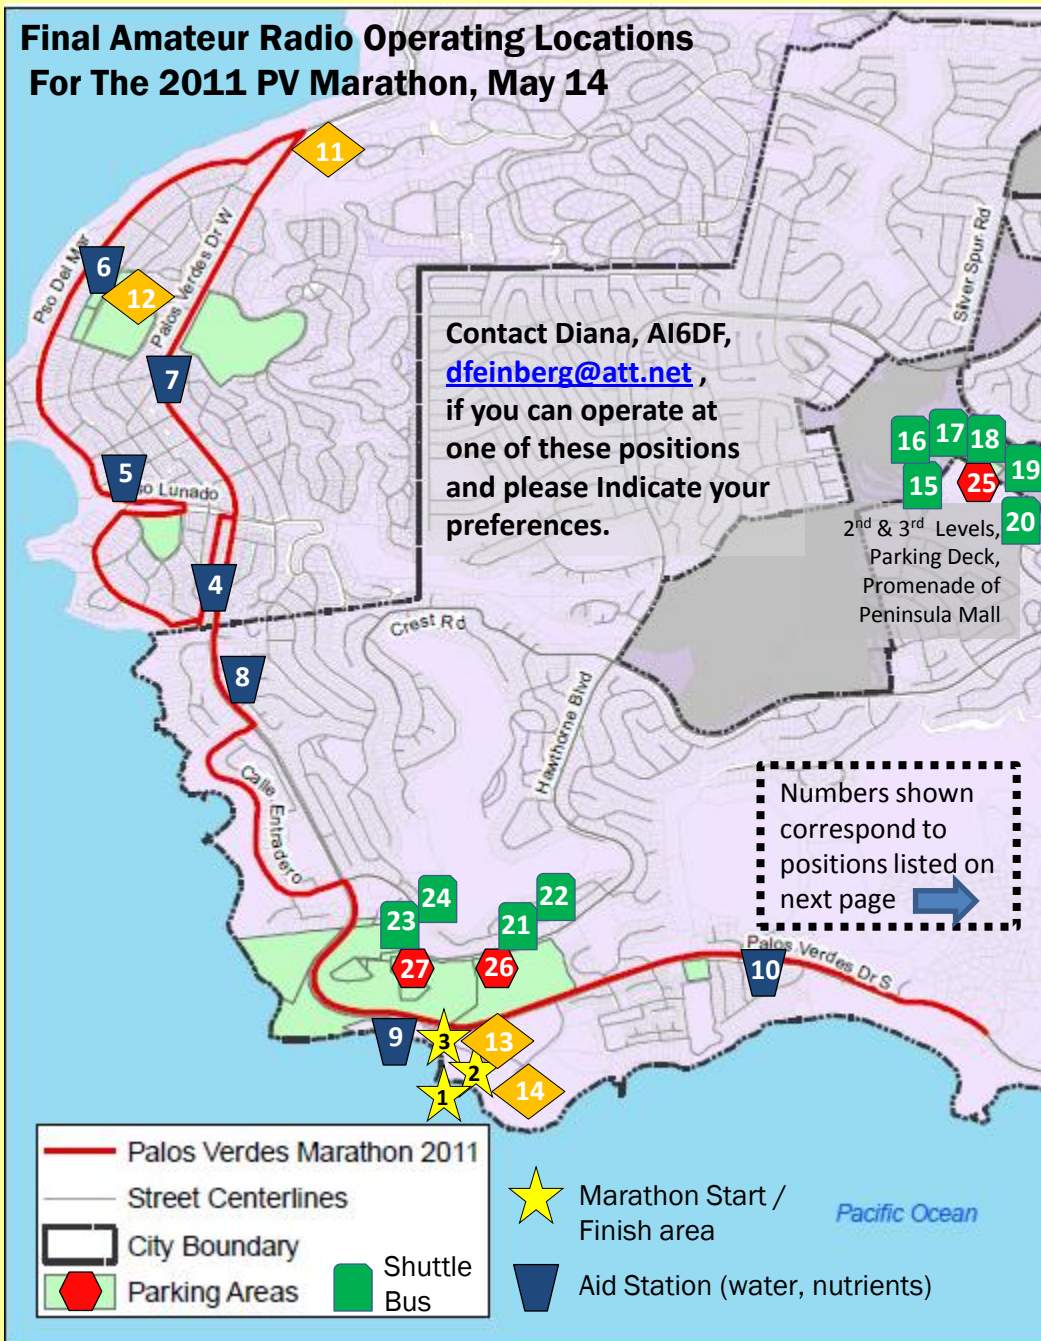 Final Amateur Radio Operating Locations
For The 2011 PV Marathon, May 14
11
Silver Spur Rd
Pso Del Mar
6
12
Palos Verdes Dr W
7
Contact Diana, AI6DF,
dfeinberg@att.net ,
if you can operate at
one of these positions
and please Indicate your
preferences.
16
17
18
19
15
25
20
2nd & 3rd Levels,
Parking Deck,
Promenade of
Peninsula Mall
5
so Lunado
4
Crest Rd
8
Hawthorne Blvd
Calle Entradero
Numbers shown
correspond to
positions listed on
next page
24
23
22
21
27
26
Palos Verdes Dr S
10
9
3
13
2
1
14
Palos Verdes Marathon 2011
Street Centerlines
City Boundary
Parking Areas
Shuttle
Bus
Marathon Start /
Finish area
Aid Station (water, nutrients)
Pacific Ocean